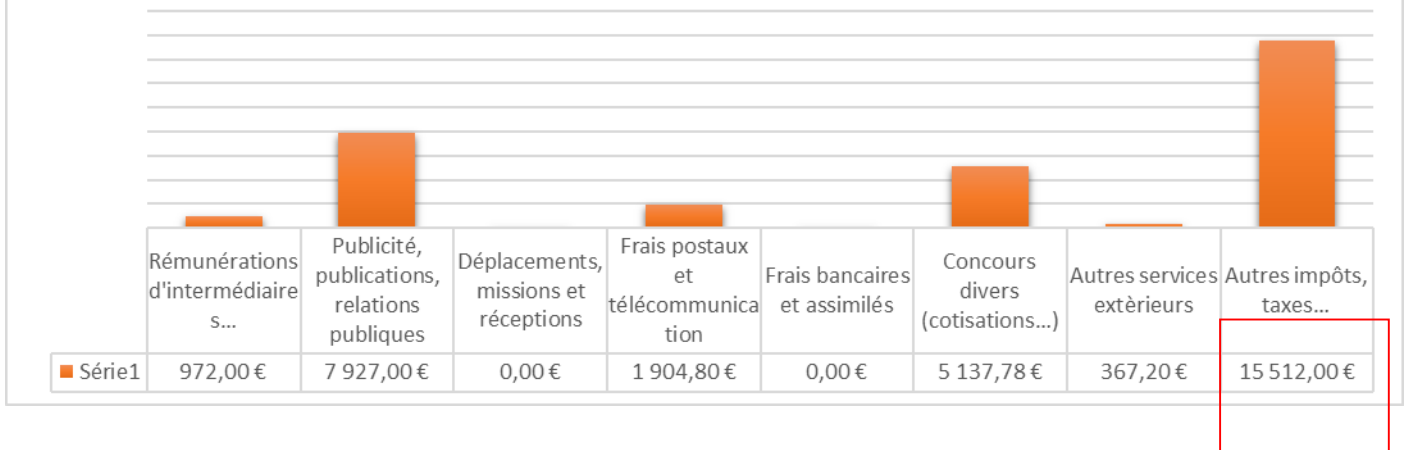 Rémunérations
d'intermédiaire
s...
Publicité,
publications,
relations
publiques
Déplacements,
missions et
réceptions
Frais postaux
et
télécommunica
tion
Frais bancaires
et assimilés
Concours
divers
(cotisations...)
Autres services
extèrieurs
Autres impôts,
taxes...
Série1 972,00 € 7 927,00 € 0,00 € 1 904,80 € 0,00 € 5 137,78 € 367,20 € 15 512,00 €